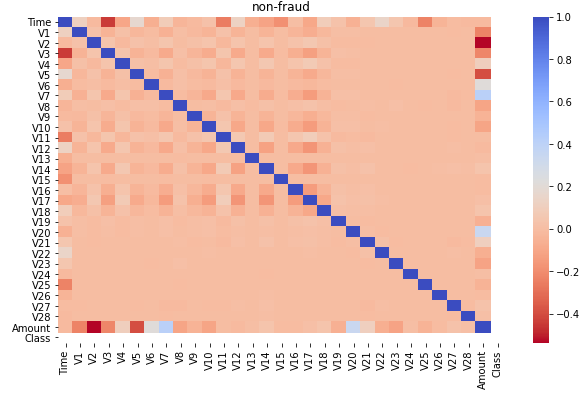 non-fraud
Time
V1
V2
V3
V4
V5
V6
V7
V8
V9
V10
V11
V12
V13
V14
V15
V16
V17
V18
V19
V20
V21
V22
V23
V24
V25
V26
V27
V28
Amount
Class
Time
V1
V2
V3
V4
V5
V6
V7
V8
V9
V10
V11
V12
V13
V14
V15
V16
V17
V18
V19
V20
V21
V22
V23
V24
V25
V26
V27
V28
Amount
Class
1.0
0.8
0.6
0.4
0.2
0.0
−0.2
−0.4